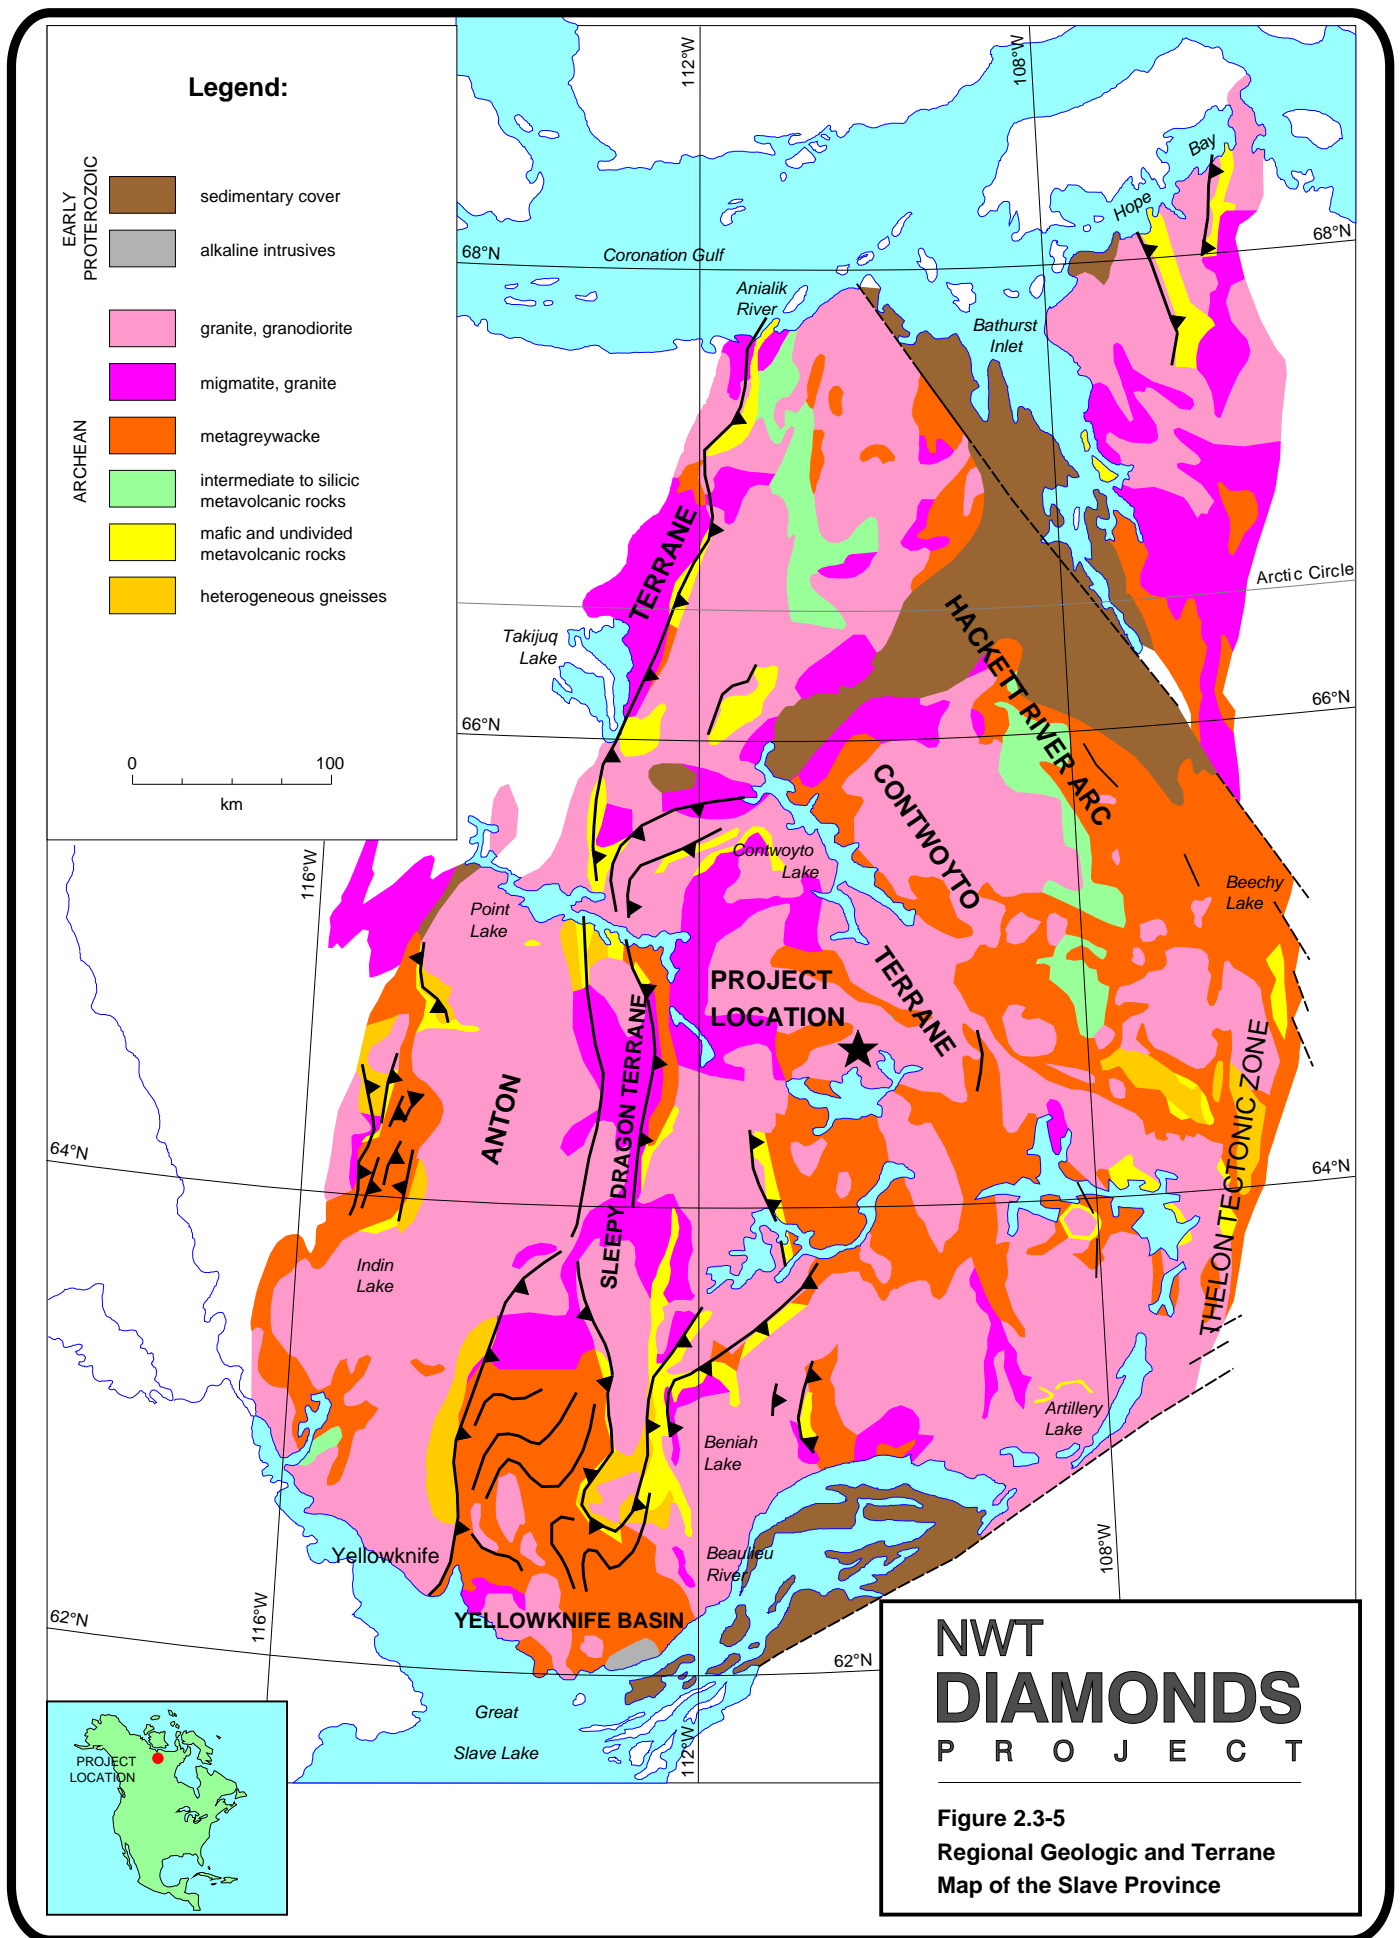 Legend:
EARLY
PROTEROZOIC
sedimentary cover
alkaline intrusives
ARCHEAN
granite, granodiorite
migmatite, granite
metagreywacke
intermediate to silicic
metavolcanic rocks
mafic and undivided
metavolcanic rocks
heterogeneous gneisses
0
100
km
112°W
108°W
Bay
Hope
68°N
68°N
Coronation Gulf
Anialik
River
Bathurst
Inlet
TERRANE
Arctic Circle
Takijuq
Lake
HACKETT RIVER ARC
66°N
66°N
CONTWOYTO
TERRANE
Contwoyto
Lake
116°W
Point
Lake
Beechy
Lake
PROJECT
LOCATION
ANTON
SLEEPY DRAGON TERRANE
THELON TECTONIC ZONE
64°N
64°N
Indin
Lake
Artillery
Lake
Beniah
Lake
Yellowknife
Beaulieu
River
108°W
116°W
62°N
YELLOWKNIFE BASIN
62°N
112°W
Great
Slave Lake
PROJECT
LOCATION
NWT
DIAMONDS
PROJECT
Figure 2.3-5
Regional Geologic and Terrane
Map of the Slave Province